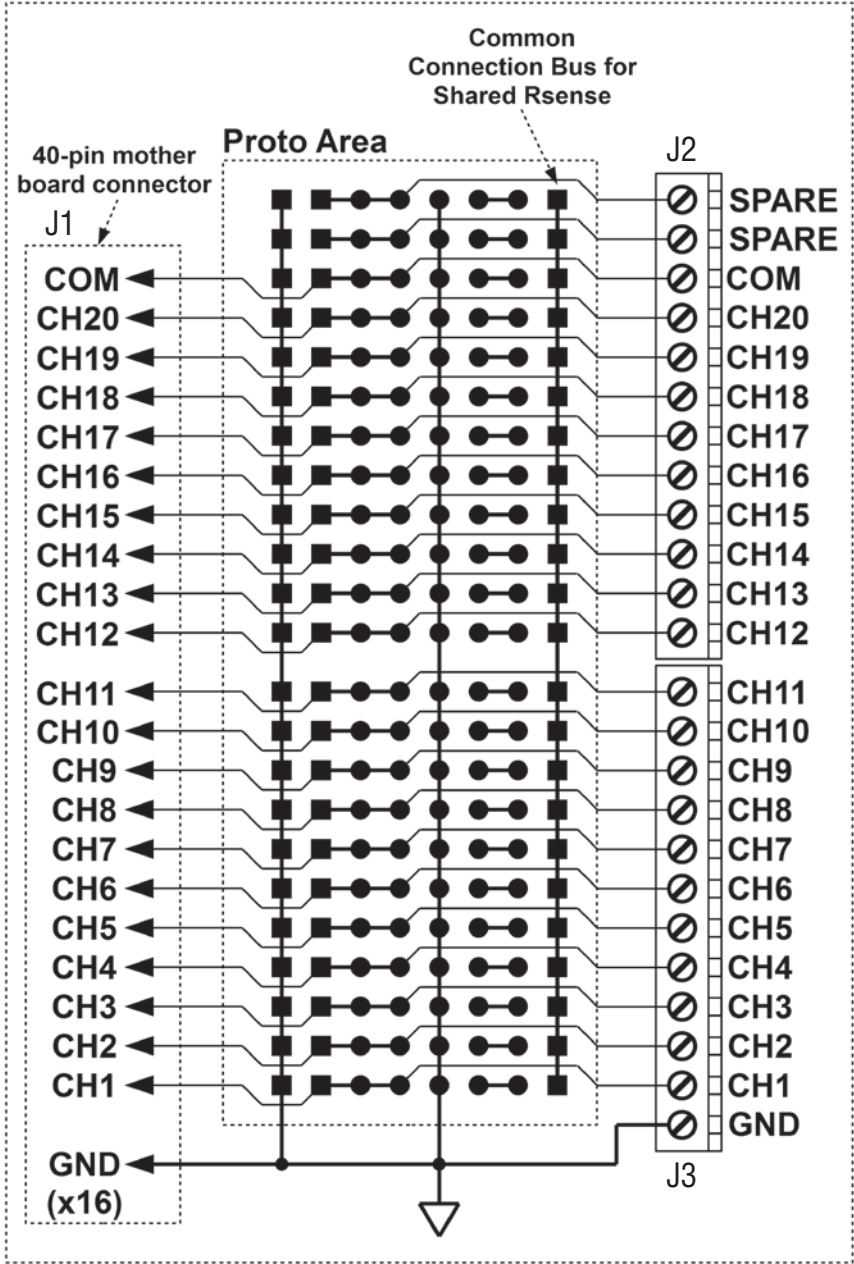 Common
Connection Bus for
Shared Rsense
Proto Area
40-pin mother
board connector
J1
J2
SPARE
SPARE
COM
COM
CH20
CH20
CH19
CH19
CH18
CH18
CH17
CH17
CH16
CH16
CH15
CH15
CH14
CH14
CH13
CH13
CH12
CH12
CH11
CH11
CH10
CH10
CH9
CH9
CH8
CH8
CH7
CH7
CH6
CH6
CH5
CH5
CH4
CH4
CH3
CH3
CH2
CH2
CH1
CH1
GND
GND
(x16)
J3